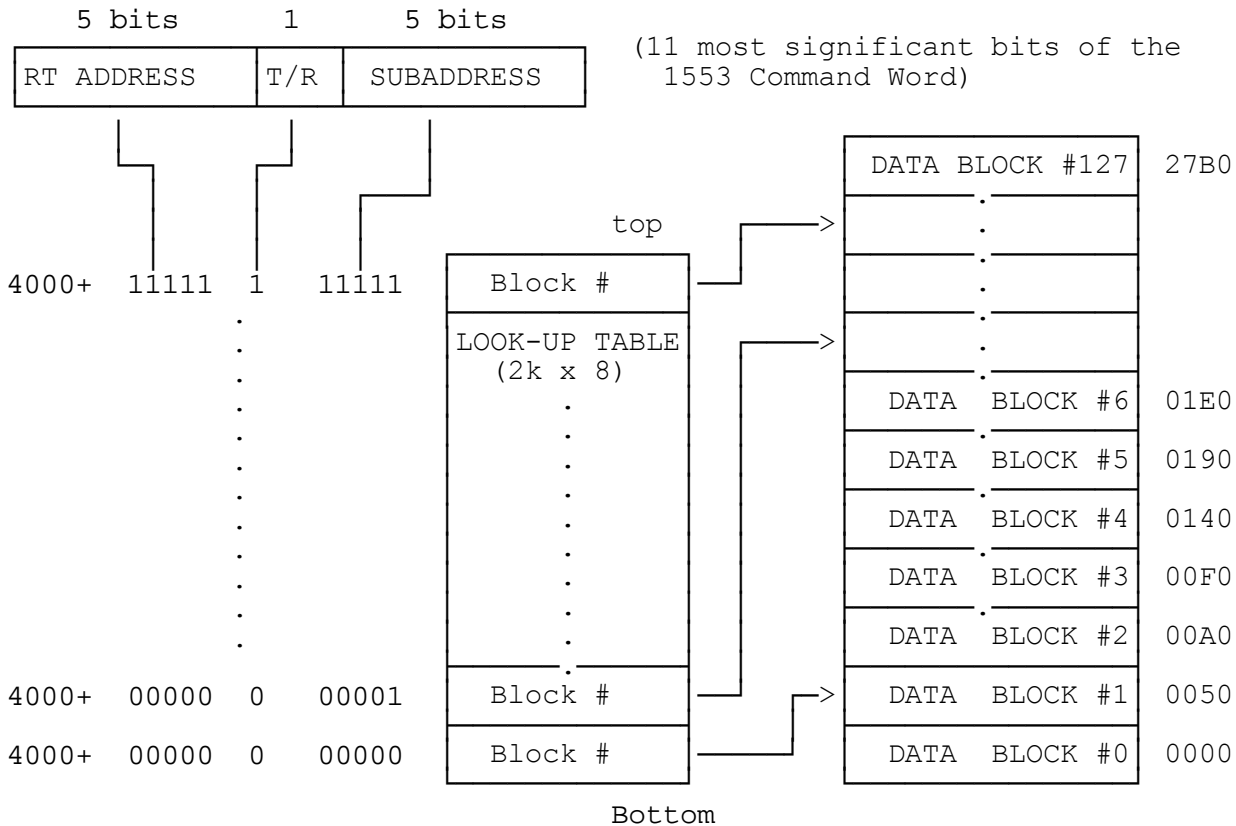 5 bits 1 5 bits
(11 most significant bits of the
1553 Command Word)
RT ADDRESS T/R SUBADDRESS
DATA BLOCK #127 27B0
top >
4000+ 11111 1 11111 Block #
LOOK-UP TABLE >
(2k x 8)
DATA BLOCK #6 01E0
DATA BLOCK #5 0190
DATA BLOCK #4 0140
DATA BLOCK #3 00F0
DATA BLOCK #2 00A0
4000+ 00000 0 00001 Block # > DATA BLOCK #1 0050
4000+ 00000 0 00000 Block # DATA BLOCK #0 0000
Bottom